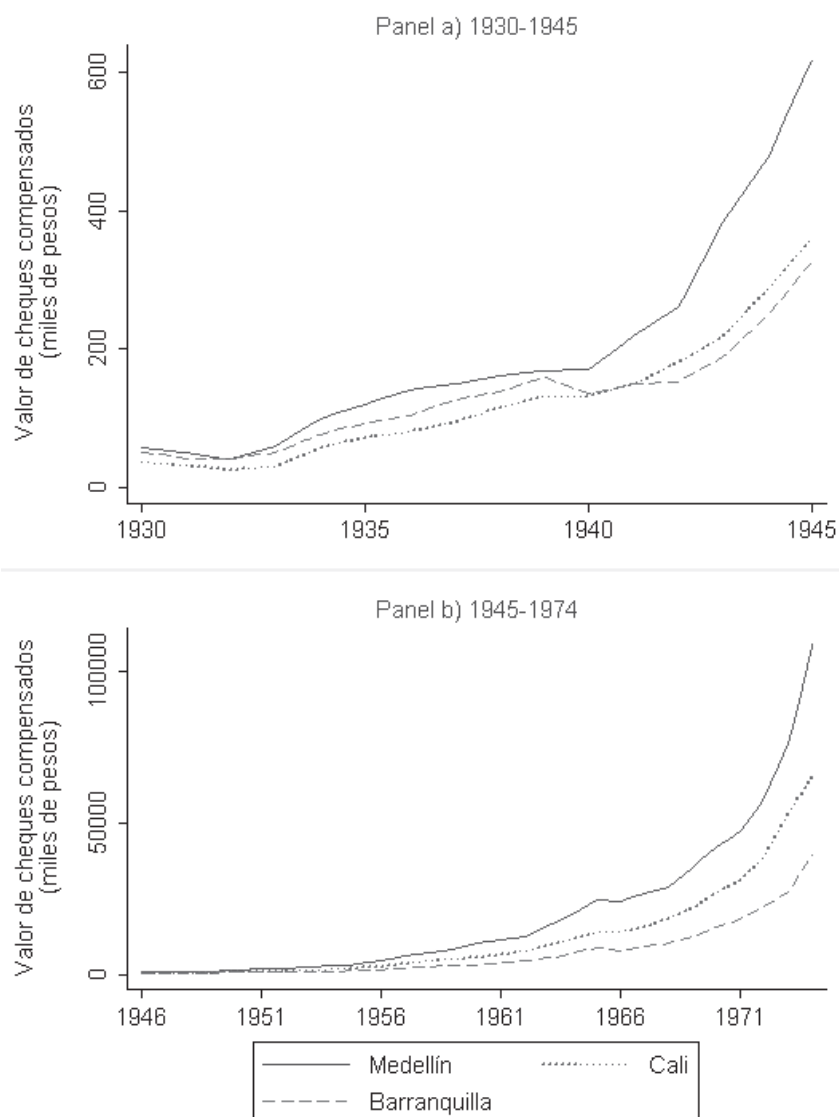 Panel a) 1930-1945
Valor de cheques compensados
(miles de pesos)
600
400
200
0
1930 1935 1940 1945
Panel b) 1945-1974
Valor de cheques compensados
(miles de pesos)
100000
50000
0
1946 1951 1956 1961 1966 1971
Medellín Cali
Barranquilla